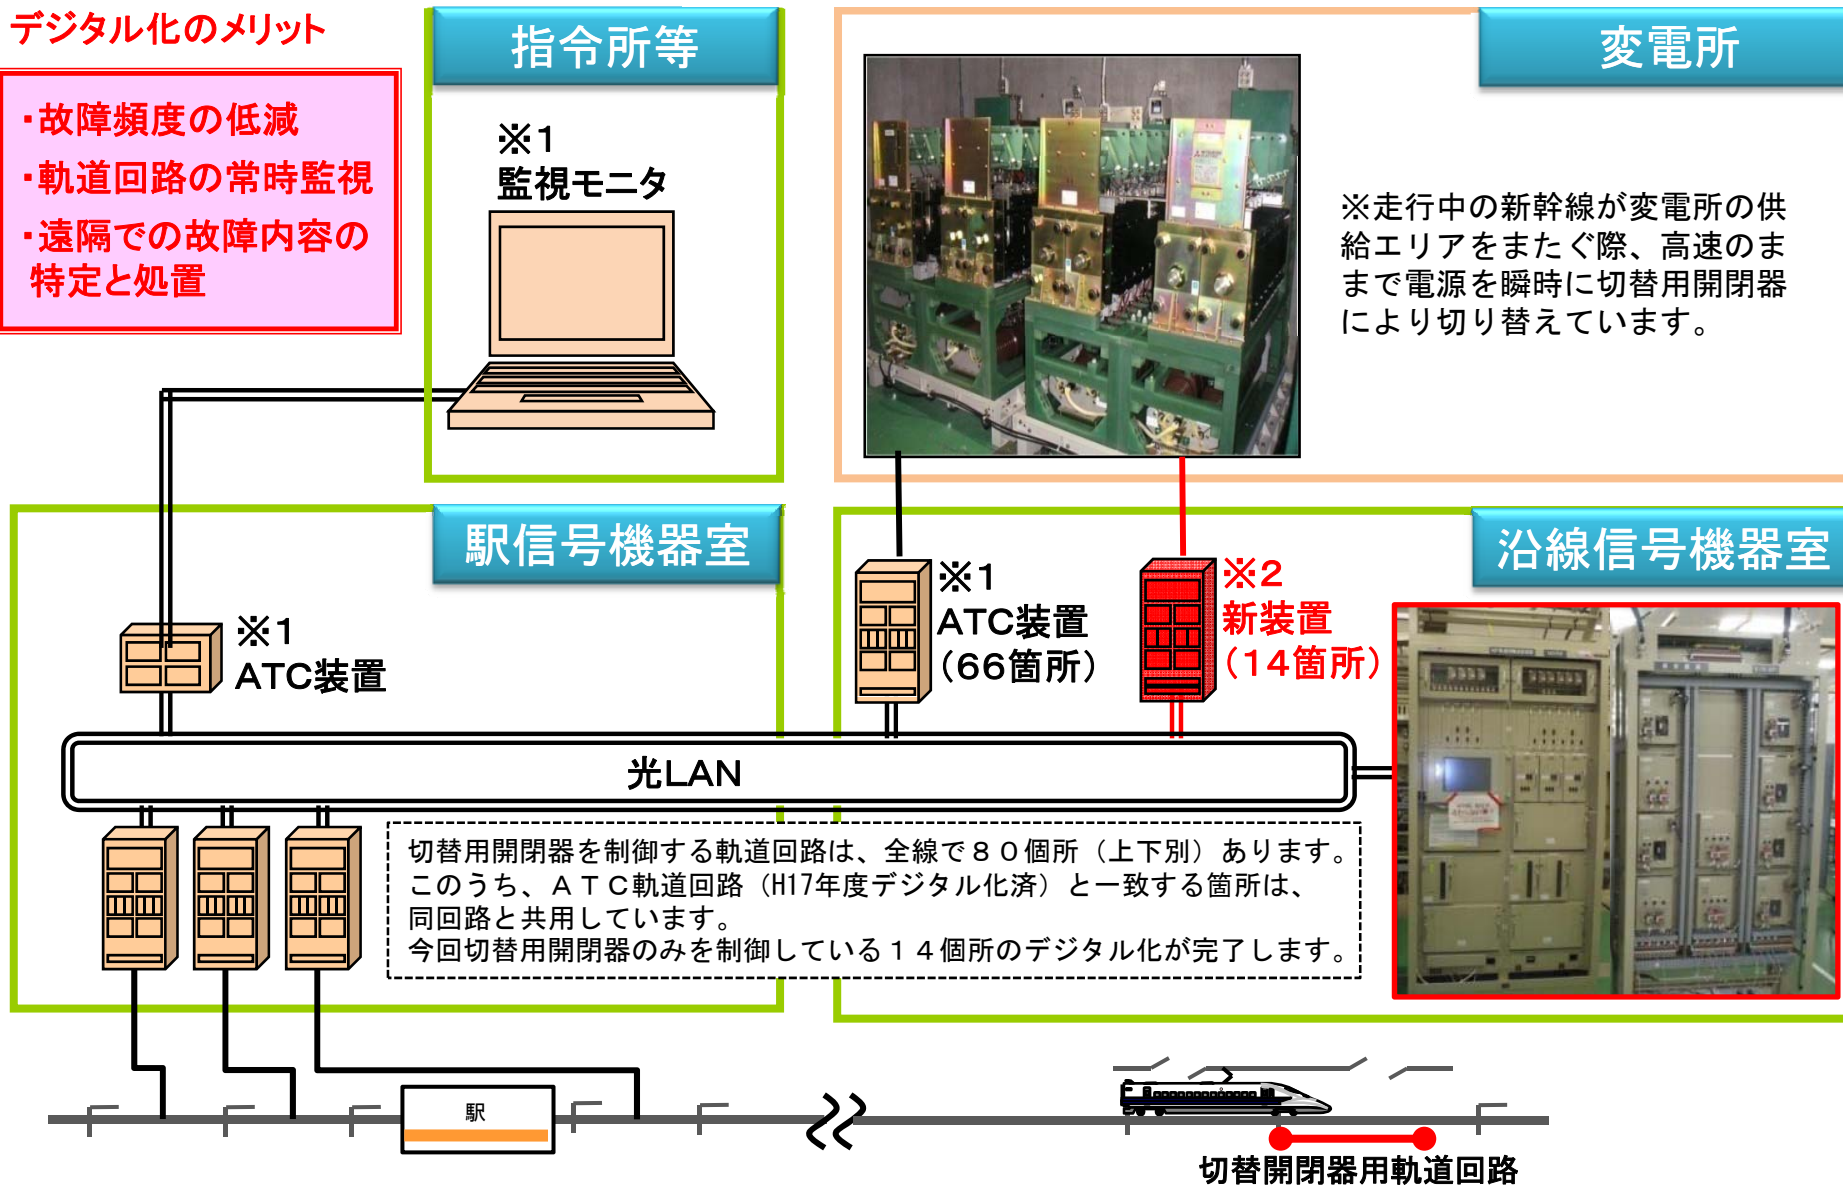 デジタル化のメリット
・故障頻度の低減
・軌道回路の常時監視
・遠隔での故障内容の
特定と処置
指令所等
※1
監視モニタ
変電所
※走行中の新幹線が変電所の供
給エリアをまたぐ際、高速のま
まで電源を瞬時に切替用開閉器
により切り替えています。
駅信号機器室
※1
ATC装置
沿線信号機器室
※1
ATC装置
(66箇所)
※2
新装置
(14箇所)
光LAN
切替用開閉器を制御する軌道回路は、全線で８０個所（上下別）あります。
このうち、ＡＴＣ軌道回路（H17年度デジタル化済）と一致する箇所は、
同回路と共用しています。
今回切替用開閉器のみを制御している１４個所のデジタル化が完了します。
駅
切替開閉器用軌道回路